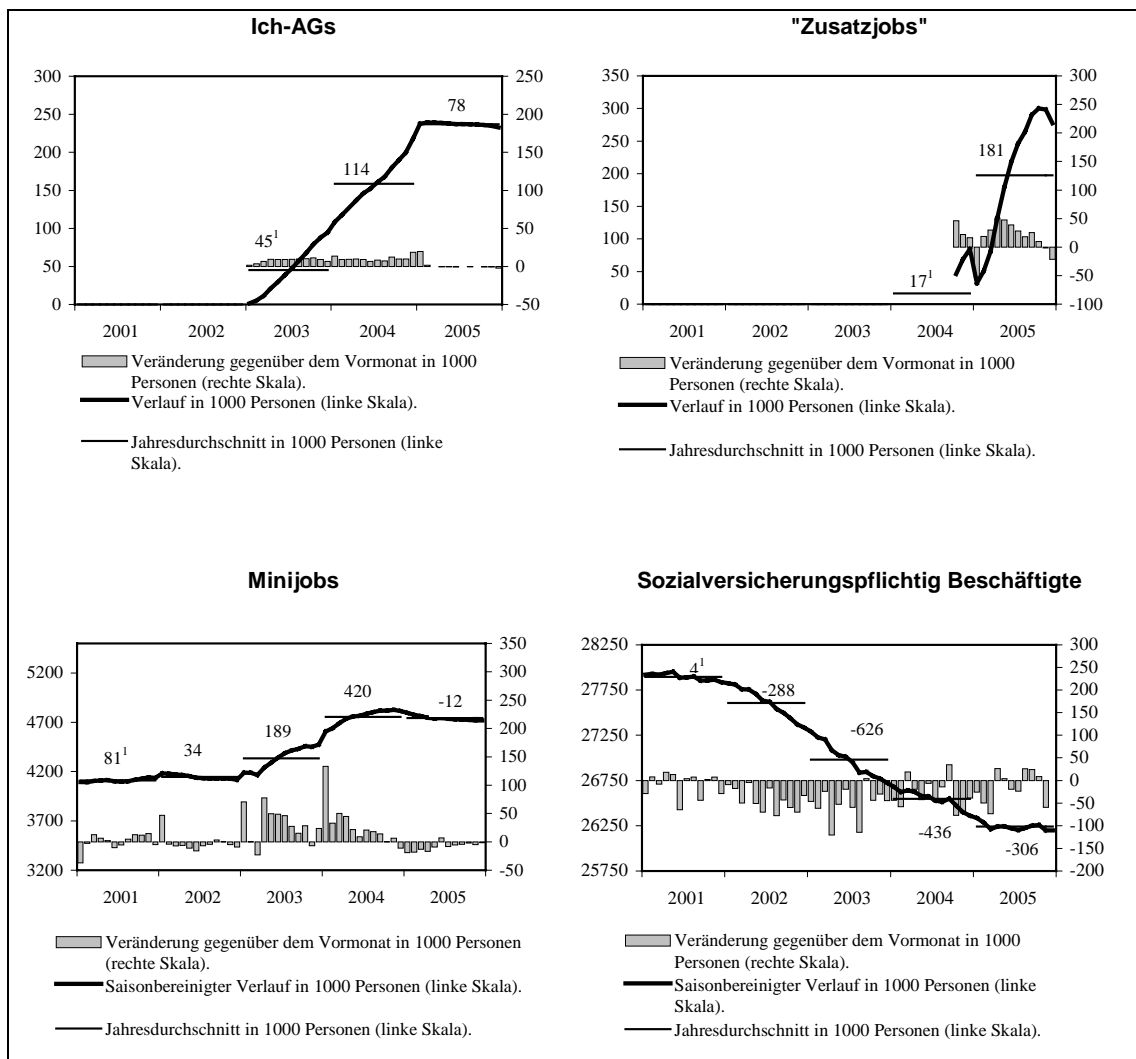 Ich-AGs
300
250
200
150
100
50
0
250
200
150
100
50
0
-50
45¹
114
78
2001 2002 2003 2004 2005
Veränderung gegenüber dem Vormonat in 1000
Personen (rechte Skala).
Verlauf in 1000 Personen (linke Skala).
Jahresdurchschnitt in 1000 Personen (linke
Skala).
"Zusatzjobs"
350
300
250
200
150
100
50
0
300
250
200
150
100
50
0
-50
-100
17¹
181
2001 2002 2003 2004 2005
Veränderung gegenüber dem Vormonat in 1000
Personen (rechte Skala).
Verlauf in 1000 Personen (linke Skala).
Jahresdurchschnitt in 1000 Personen (linke Skala).
Minijobs
5200
4700
4200
3700
3200
350
300
250
200
150
100
50
0
-50
81¹
34
189
420
-12
2001 2002 2003 2004 2005
Veränderung gegenüber dem Vormonat in 1000 Personen
(rechte Skala).
Saisonbereinigter Verlauf in 1000 Personen (linke Skala).
Jahresdurchschnitt in 1000 Personen (linke Skala).
Sozialversicherungspflichtig Beschäftigte
28250
27750
27250
26750
26250
25750
300
250
200
150
100
50
0
-50
-100
-150
-200
4¹
-288
-626
-436
-306
2001 2002 2003 2004 2005
Veränderung gegenüber dem Vormonat in 1000
Personen (rechte Skala).
Saisonbereinigter Verlauf in 1000 Personen (linke
Skala).
Jahresdurchschnitt in 1000 Personen (linke Skala).